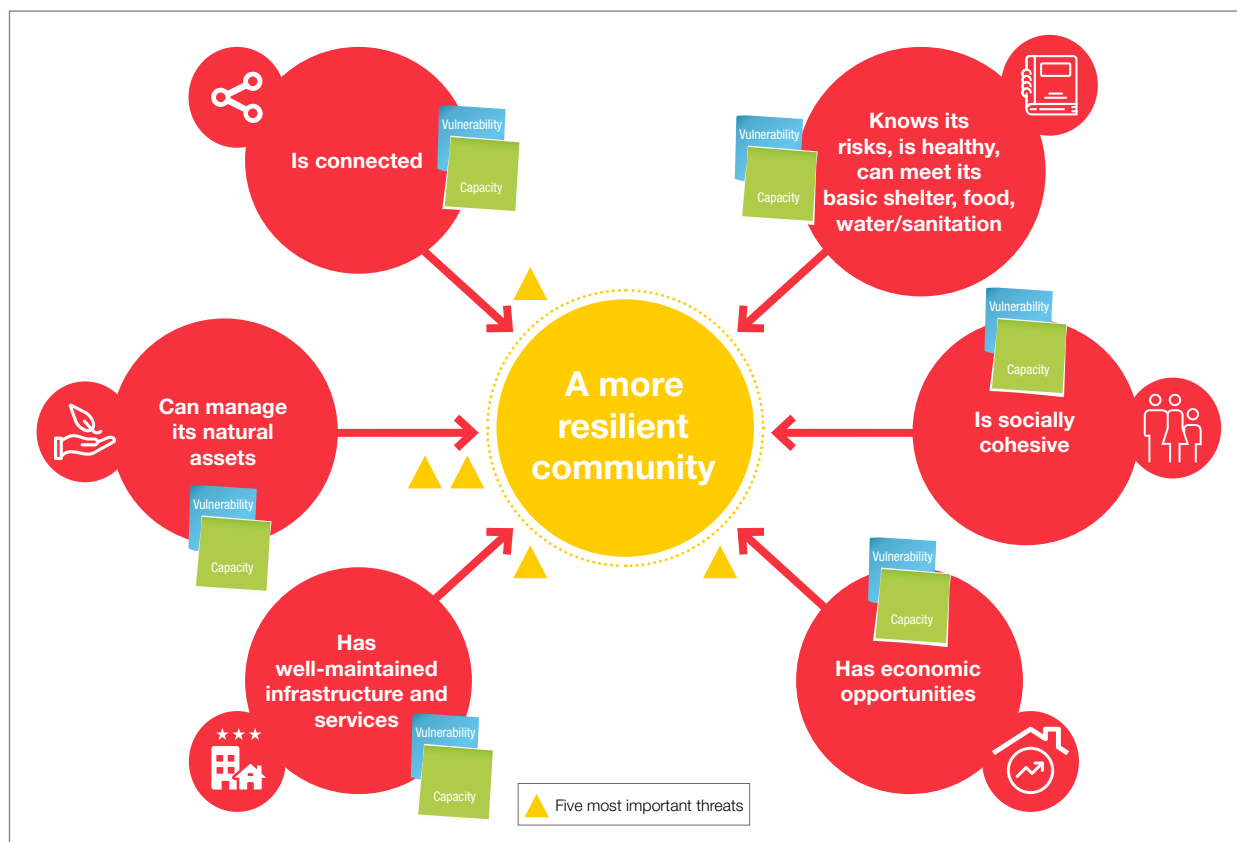 Is connected
Vulnerability
Capacity
Knows its
risks, is healthy,
can meet its
basic shelter, food,
water/sanitation
Vulnerability
Capacity
Can manage
its natural
assets
Vulnerability
Capacity
A more
resilient
community
Is socially
cohesive
Vulnerability
Capacity
Has
well-maintained
infrastructure and
services
Vulnerability
Capacity
Has economic
opportunities
Vulnerability
Capacity
Five most important threats